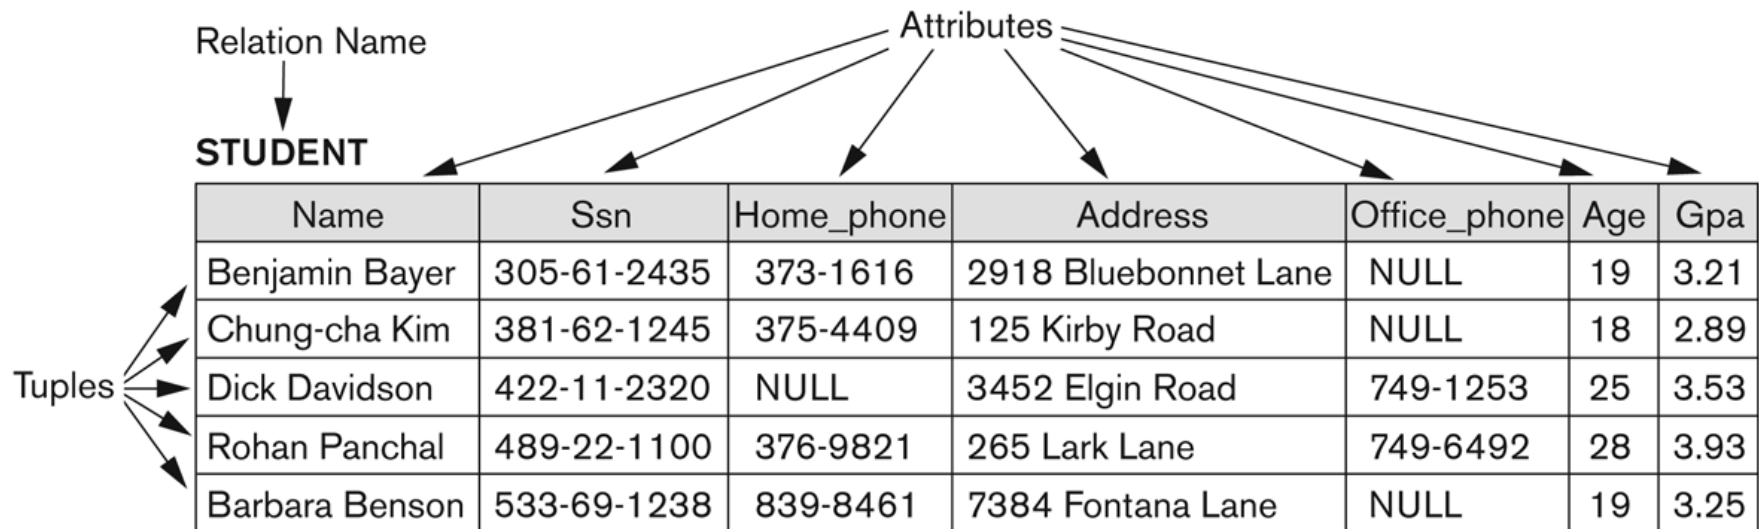 Attributes
Relation Name
STUDENT
Name Ssn Home_phone Address Office_phone Age Gpa
Benjamin Bayer 305-61-2435 373-1616 2918 Bluebonnet Lane NULL 19 3.21
Chung-cha Kim 381-62-1245 375-4409 125 Kirby Road NULL 18 2.89
Tuples Dick Davidson 422-11-2320 NULL 3452 Elgin Road 749-1253 25 3.53
Rohan Panchal 489-22-1100 376-9821 265 Lark Lane 749-6492 28 3.93
Barbara Benson 533-69-1238 839-8461 7384 Fontana Lane NULL 19 3.25